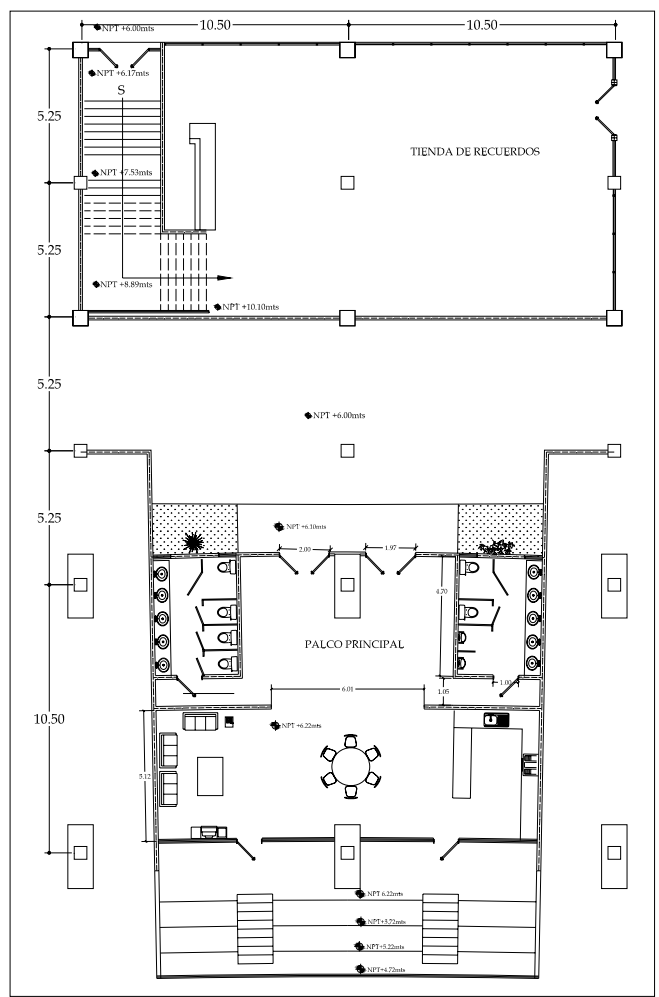 10.50 10.50
NPT +6.00mts
NPT +6.17mts
S
5.25
TIENDA DE RECUERDOS
NPT +7.53mts
5.25
NPT +8.89mts
NPT +10.10mts
5.25
NPT +6.00mts
5.25
NPT +6.10mts
2.00 1.97
4.70
PALCO PRINCIPAL
1.00
6.01
1.05
10.50
NPT +6.22mts
5.12
NPT 6.22mts
NPT+3.72mts
NPT+5.22mts
NPT+4.72mts